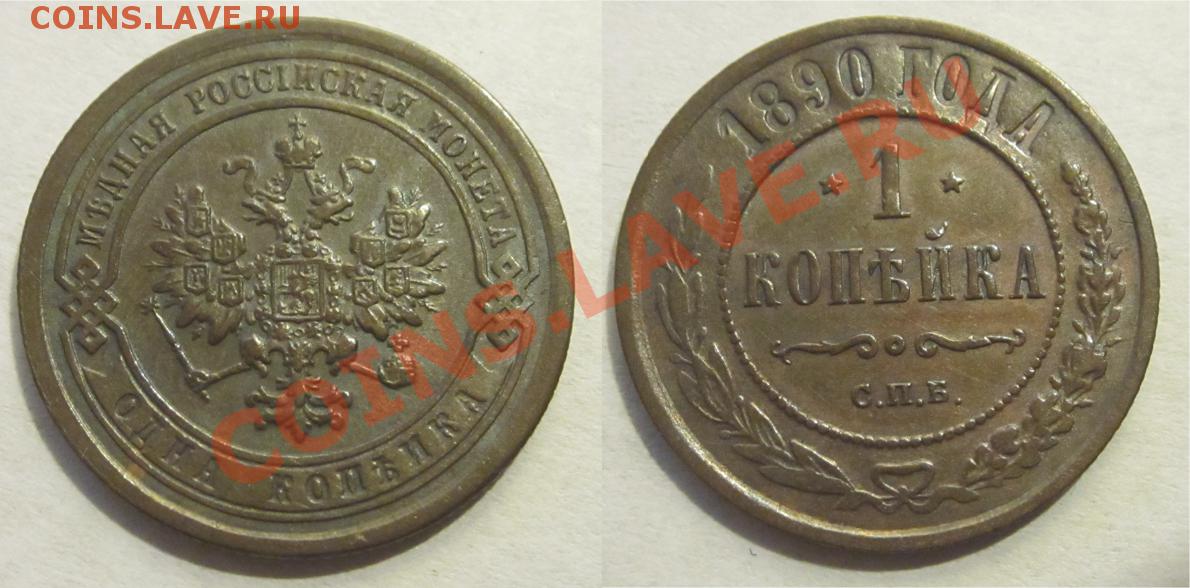 COINS.LAVE.RU
МѢДНАЯ РОССІЙСКАЯ МОНЕТА
ОДНА КОПѢЙКА
1890 ГОДА
1
КОПѢЙКА
С.П.Б.
COINS.LAVE.RU